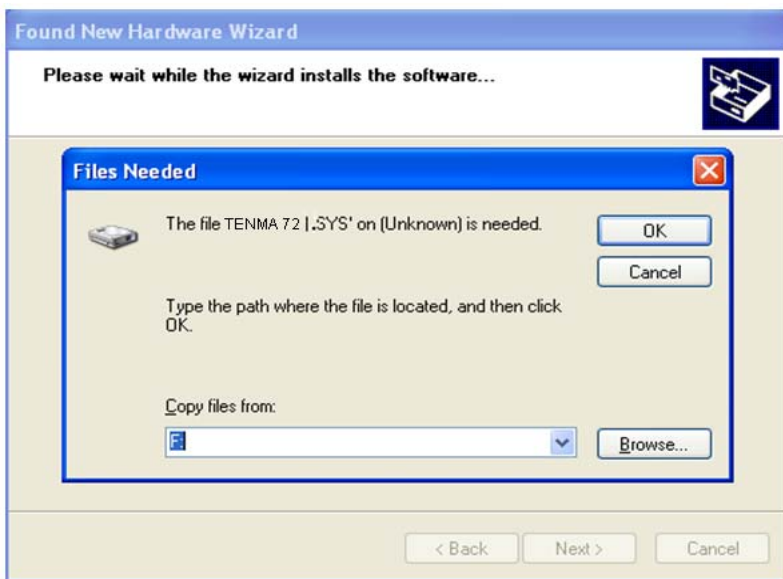 Found New Hardware Wizard
Please wait while the wizard installs the software...
Files Needed
The file TENMA 72 |.SYS' on (Unknown) is needed.
OK
Cancel
Type the path where the file is located, and then click
OK.
Copy files from:
F:\
Browse...
< Back
Next >
Cancel